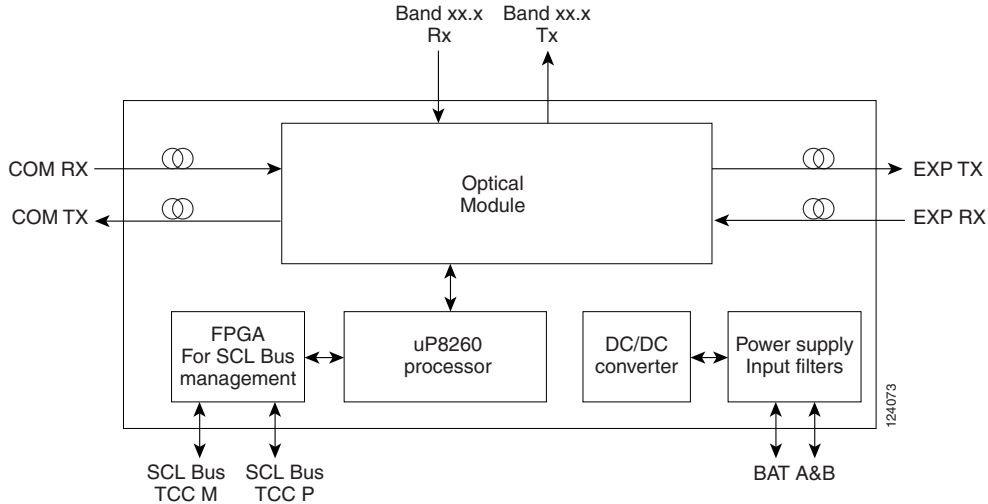 Band xx.x
Rx
Band xx.x
Tx
COM RX
COM TX
Optical
Module
EXP TX
EXP RX
FPGA
For SCL Bus
management
uP8260
processor
DC/DC
converter
Power supply
Input filters
124073
SCL Bus
TCC M
SCL Bus
TCC P
BAT A&B